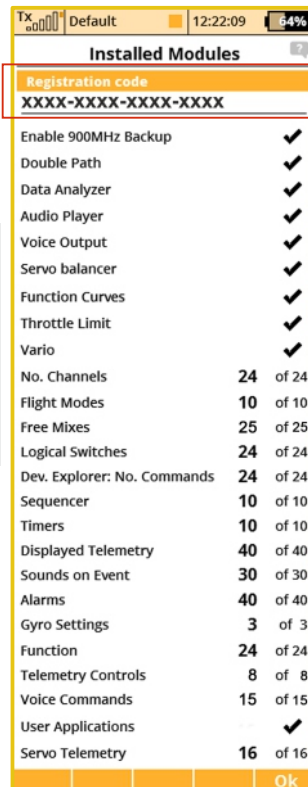 Tx Default 12:22:09 64%
Installed Modules ?
Registration code
XXXX-XXXX-XXXX-XXXX
Enable 900MHz Backup ✔
Double Path ✔
Data Analyzer ✔
Audio Player ✔
Voice Output ✔
Servo balancer ✔
Function Curves ✔
Throttle Limit ✔
Vario ✔
No. Channels 24 of 24
Flight Modes 10 of 10
Free Mixes 25 of 25
Logical Switches 24 of 24
Dev. Explorer: No. Commands 24 of 24
Sequencer 10 of 10
Timers 10 of 10
Displayed Telemetry 40 of 40
Sounds on Event 30 of 30
Alarms 40 of 40
Gyro Settings 3 of 3
Function 24 of 24
Telemetry Controls 8 of 8
Voice Commands 15 of 15
User Applications ✔
Servo Telemetry 16 of 16
Ok